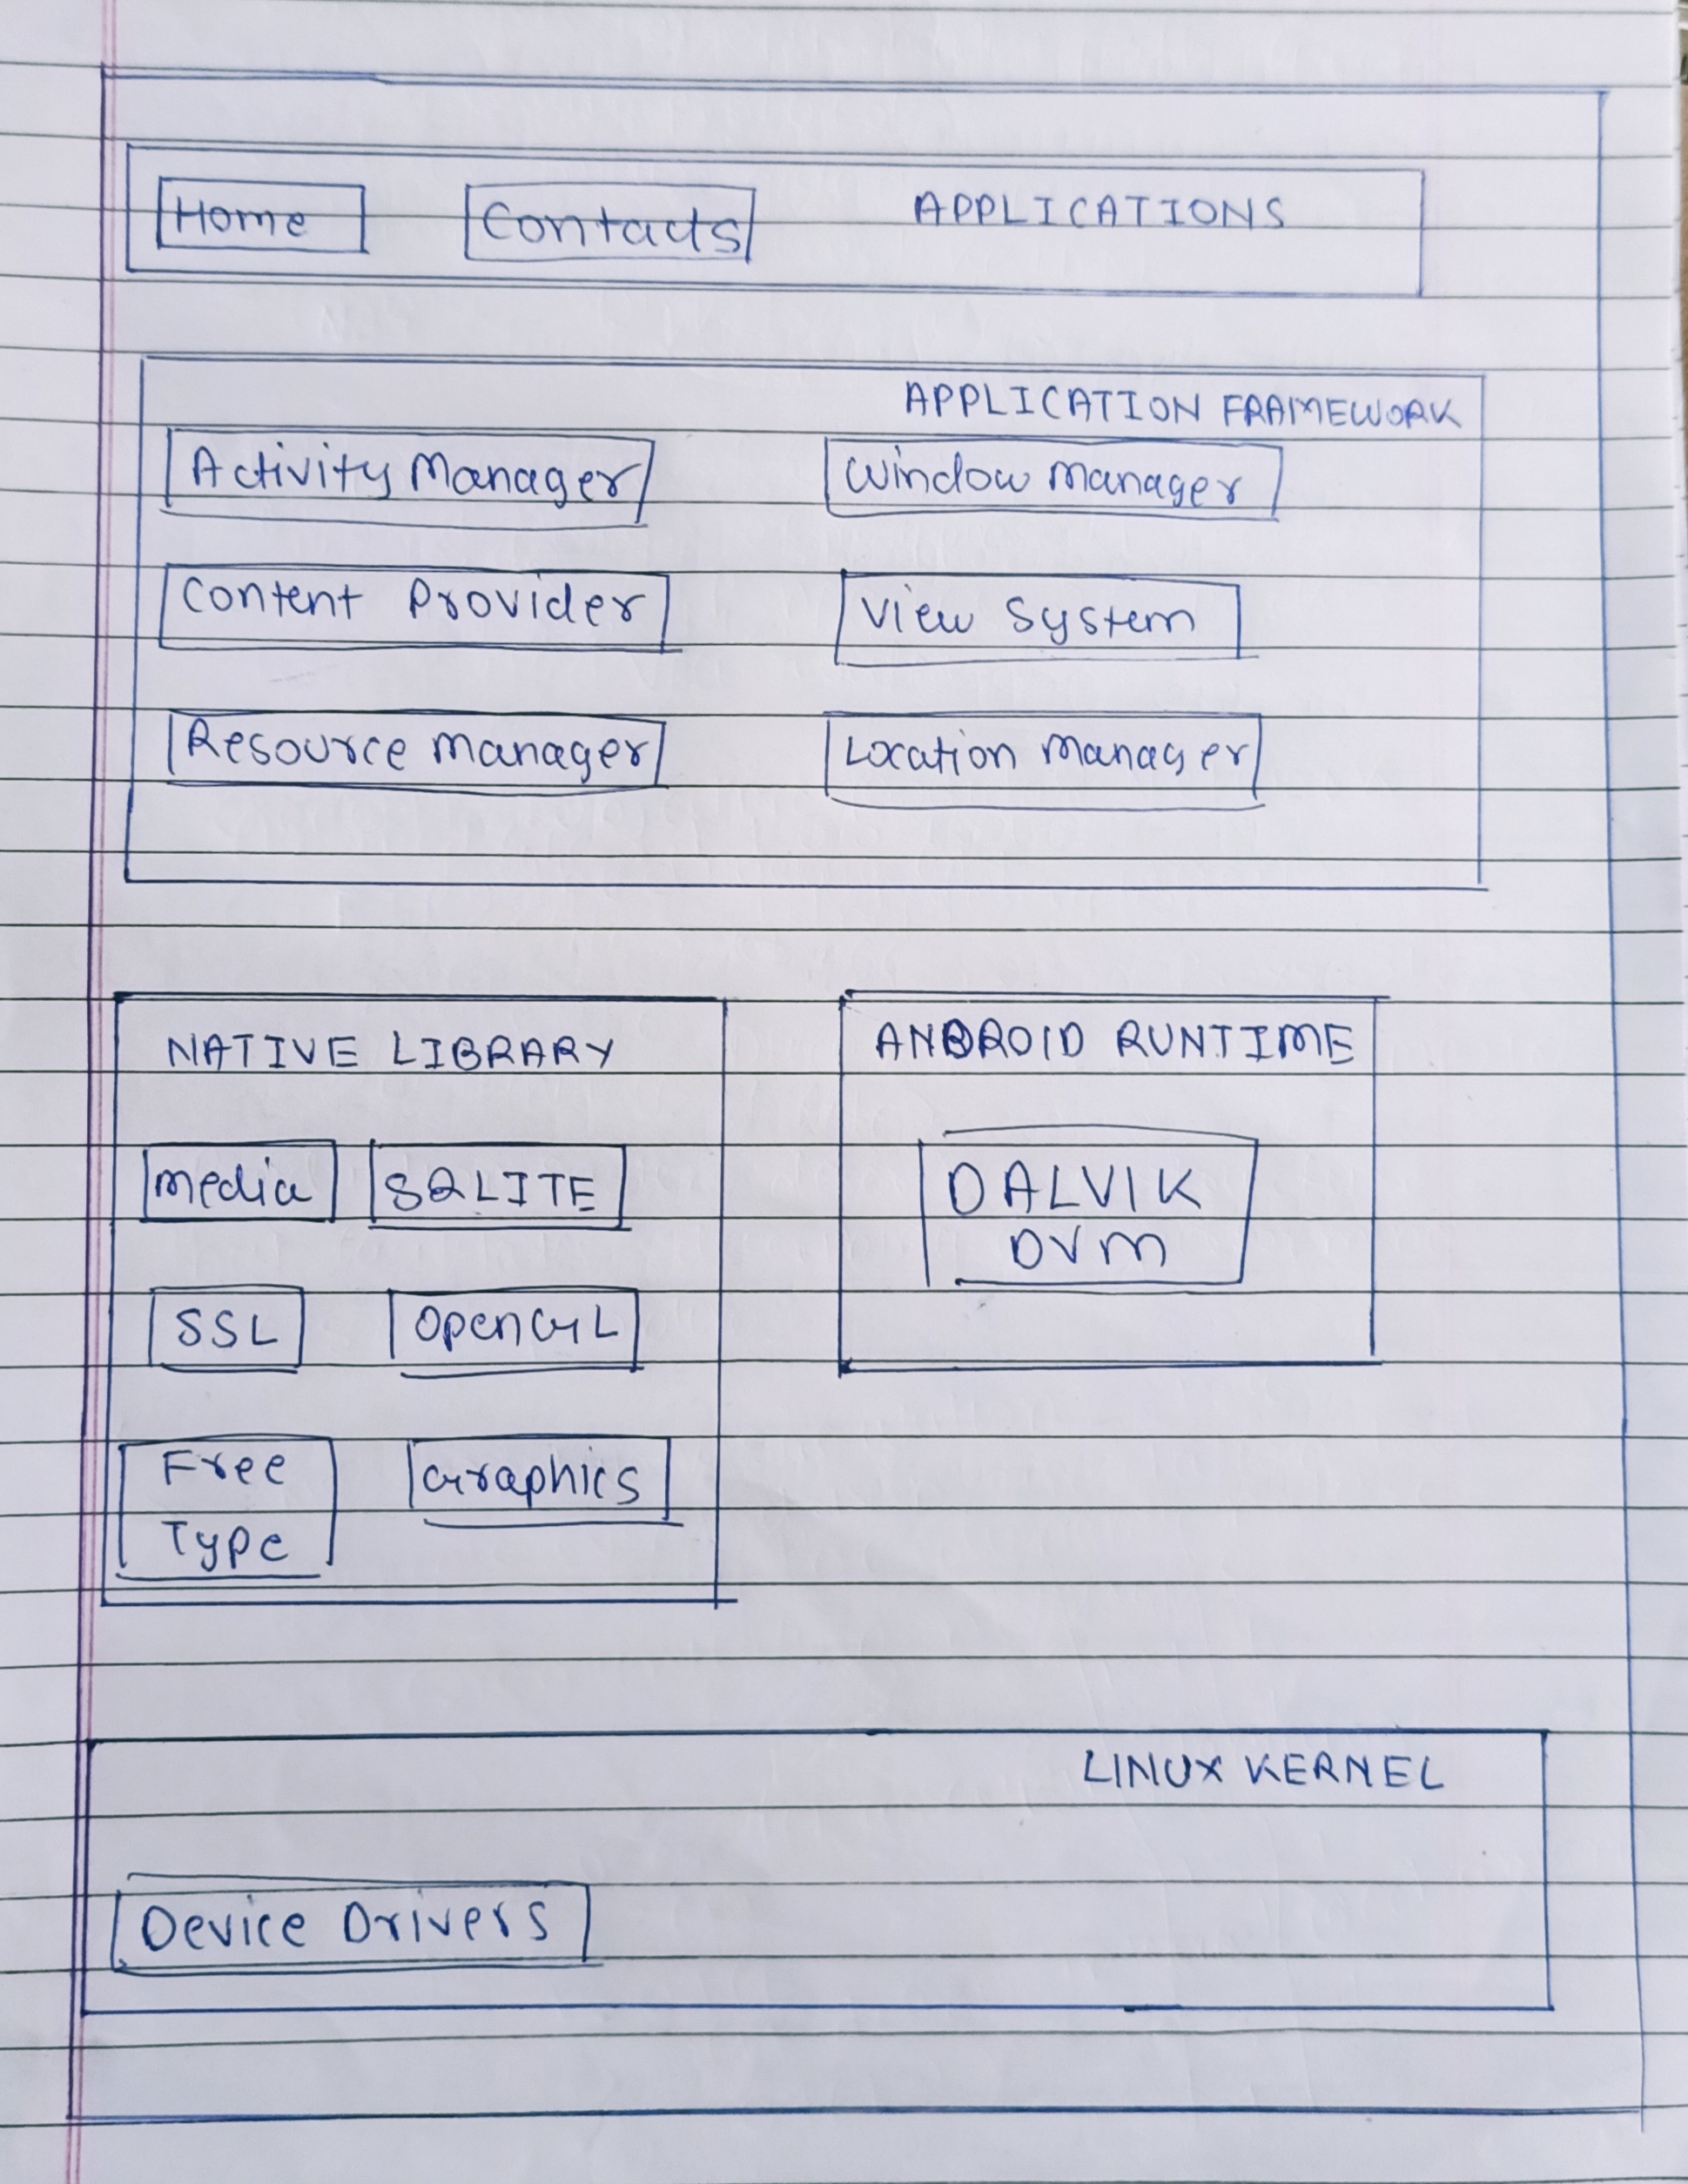 Home Contacts APPLICATIONS
APPLICATION FRAMEWORK
Activity Manager Window Manager
Content Provider View System
Resource Manager Location Manager
NATIVE LIBRARY ANDROID RUNTIME
Media SQLITE DALVIK
DVM
SSL OpenGL
Free Graphics
Type
LINUX KERNEL
Device Drivers